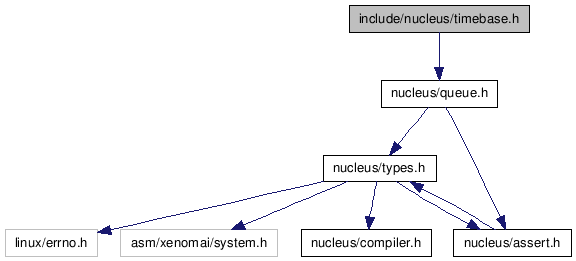 include/nucleus/timebase.h
nucleus/queue.h
nucleus/types.h
linux/errno.h
asm/xenomai/system.h
nucleus/compiler.h
nucleus/assert.h